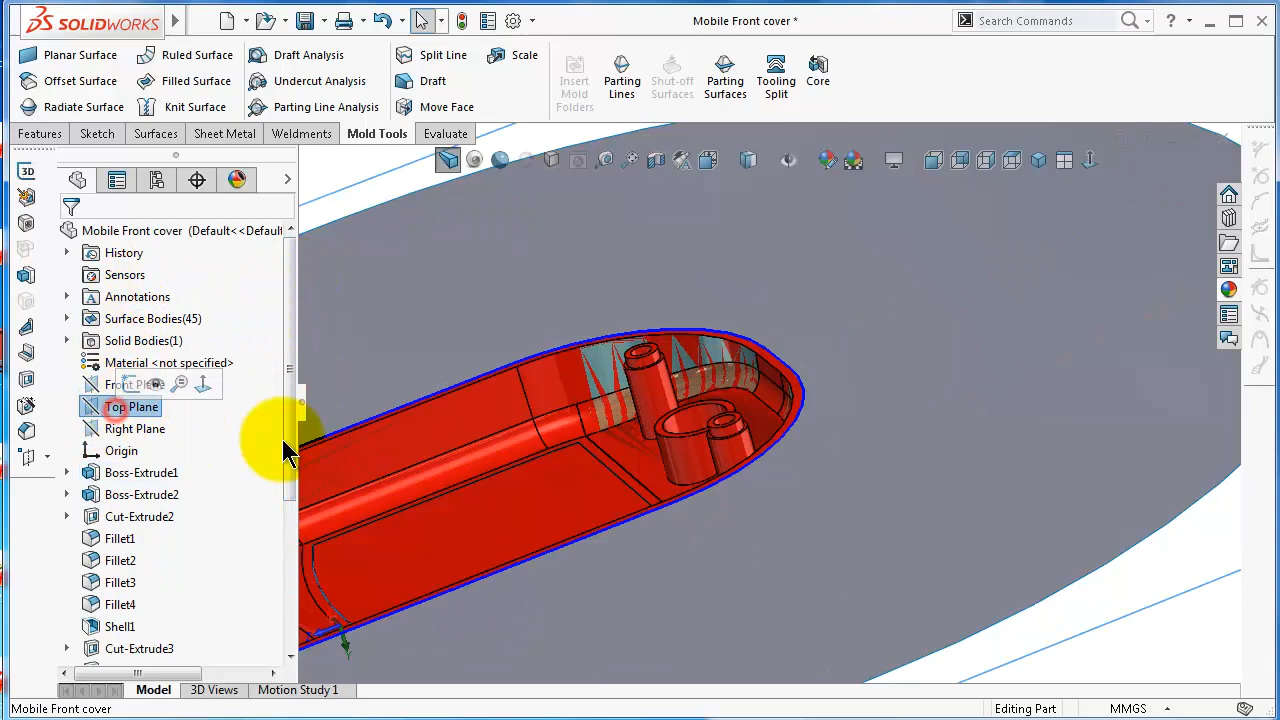 SOLIDWORKS
Mobile Front cover *
Search Commands
?
Planar Surface
Ruled Surface
Draft Analysis
Split Line
Scale
Offset Surface
Filled Surface
Undercut Analysis
Draft
Radiate Surface
Knit Surface
Parting Line Analysis
Move Face
Insert
Mold
Folders
Parting
Lines
Shut-off
Surfaces
Parting
Surfaces
Tooling
Split
Core
Features
Sketch
Surfaces
Sheet Metal
Weldments
Mold Tools
Evaluate
3D
Mobile Front cover (Default<<Default
History
Sensors
Annotations
Surface Bodies(45)
Solid Bodies(1)
Material <not specified>
Front Plane
Top Plane
Right Plane
Origin
Boss-Extrude1
Boss-Extrude2
Cut-Extrude2
Fillet1
Fillet2
Fillet3
Fillet4
Shell1
Cut-Extrude3
Model
3D Views
Motion Study 1
Mobile Front cover
Editing Part
MMGS